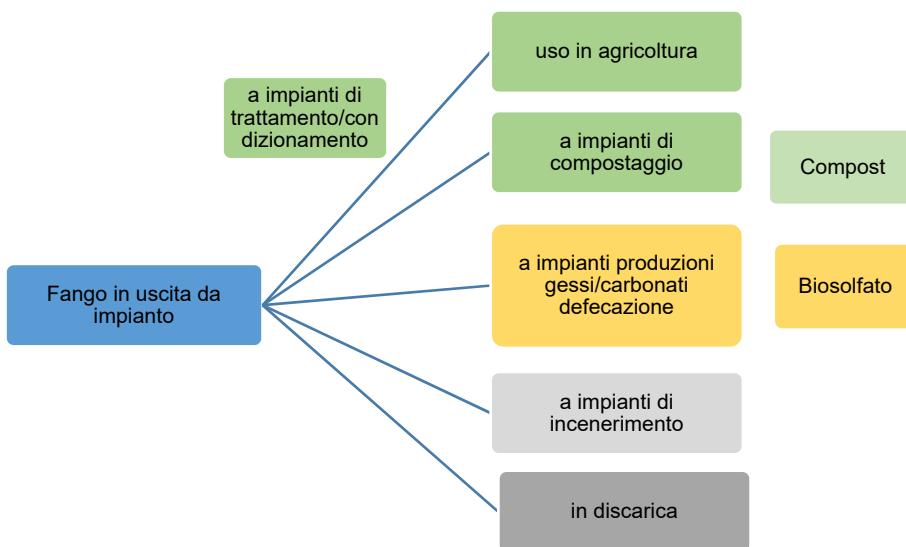 uso in agricoltura
a impianti di
trattamento/con
dizionamento
a impianti di
compostaggio
Compost
Fango in uscita da
impianto
a impianti produzioni
gessi/carbonati
defecazione
Biosolfato
a impianti di
incenerimento
in discarica